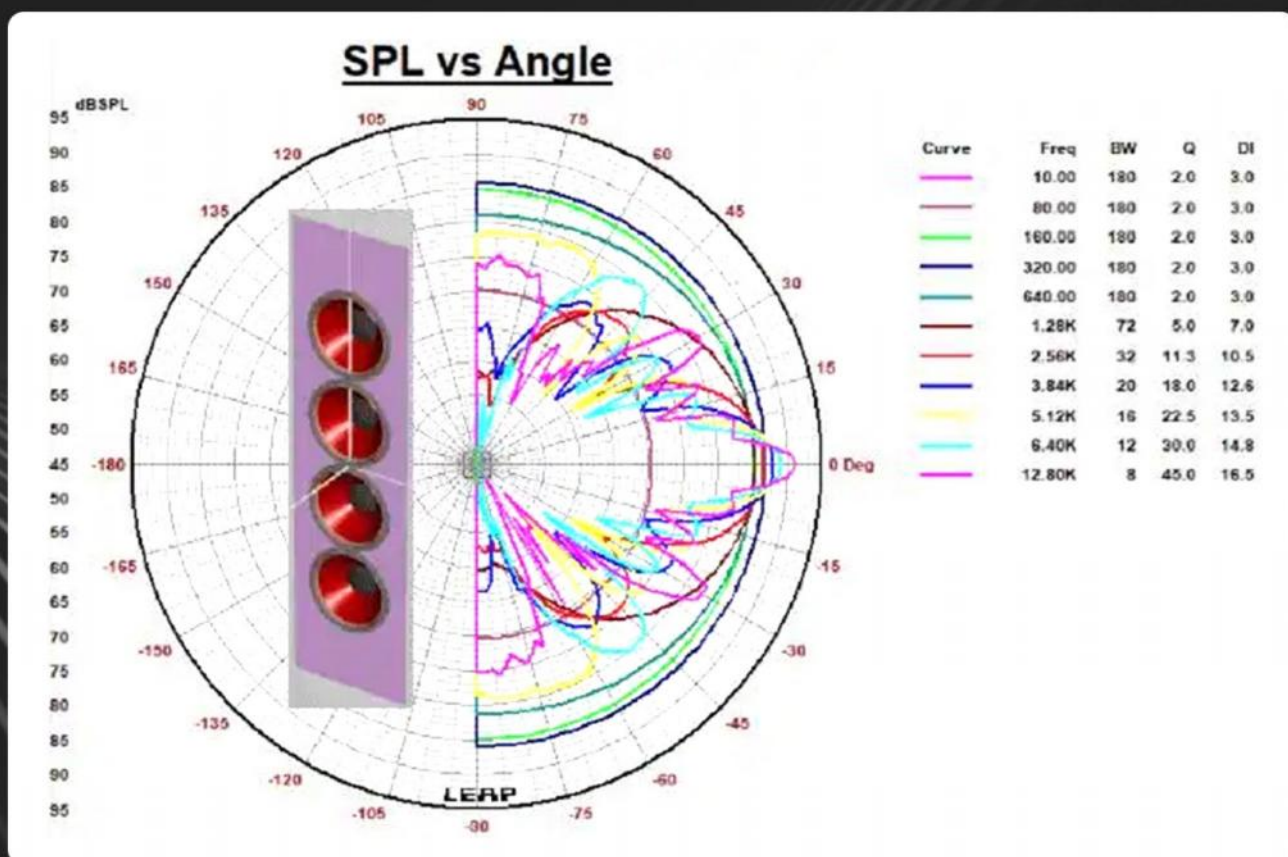 SPL vs Angle
dBSPL
95
90
85
80
75
70
65
60
55
50
45
50
55
60
65
70
75
80
85
90
95
90
105
75
120
60
135
45
150
30
165
15
-180
0 Deg
-165
-15
-150
-30
-135
-45
-120
-60
-105
-75
-90
LEAP
Curve Freq BW Q DI
10.00 180 2.0 3.0
80.00 180 2.0 3.0
160.00 180 2.0 3.0
320.00 180 2.0 3.0
640.00 180 2.0 3.0
1.28K 72 5.0 7.0
2.56K 32 11.3 10.5
3.84K 20 18.0 12.6
5.12K 16 22.5 13.5
6.40K 12 30.0 14.8
12.80K 8 45.0 16.5